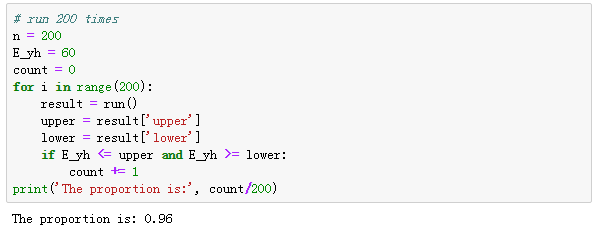 # run 200 times
n = 200
E_yh = 60
count = 0
for i in range(200):
    result = run()
    upper = result['upper']
    lower = result['lower']
    if E_yh <= upper and E_yh >= lower:
        count += 1
print('The proportion is:', count/200)
The proportion is: 0.96